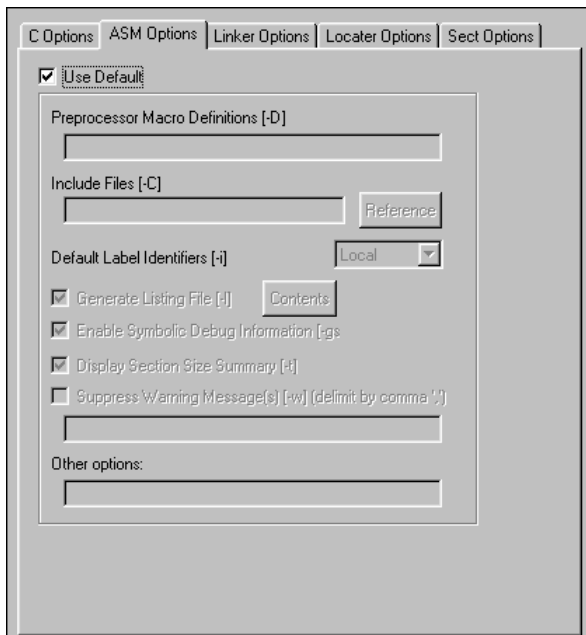 C Options ASM Options Linker Options Locater Options Sect Options
Use Default
Preprocessor Macro Definitions [-D]
Include Files [-C]
Reference
Default Label Identifiers [-i] Local
Generate Listing File [-l] Contents
Enable Symbolic Debug Information [-gs
Display Section Size Summary [-t]
Suppress Warning Message(s) [-w] (delimit by comma ',')
Other options: